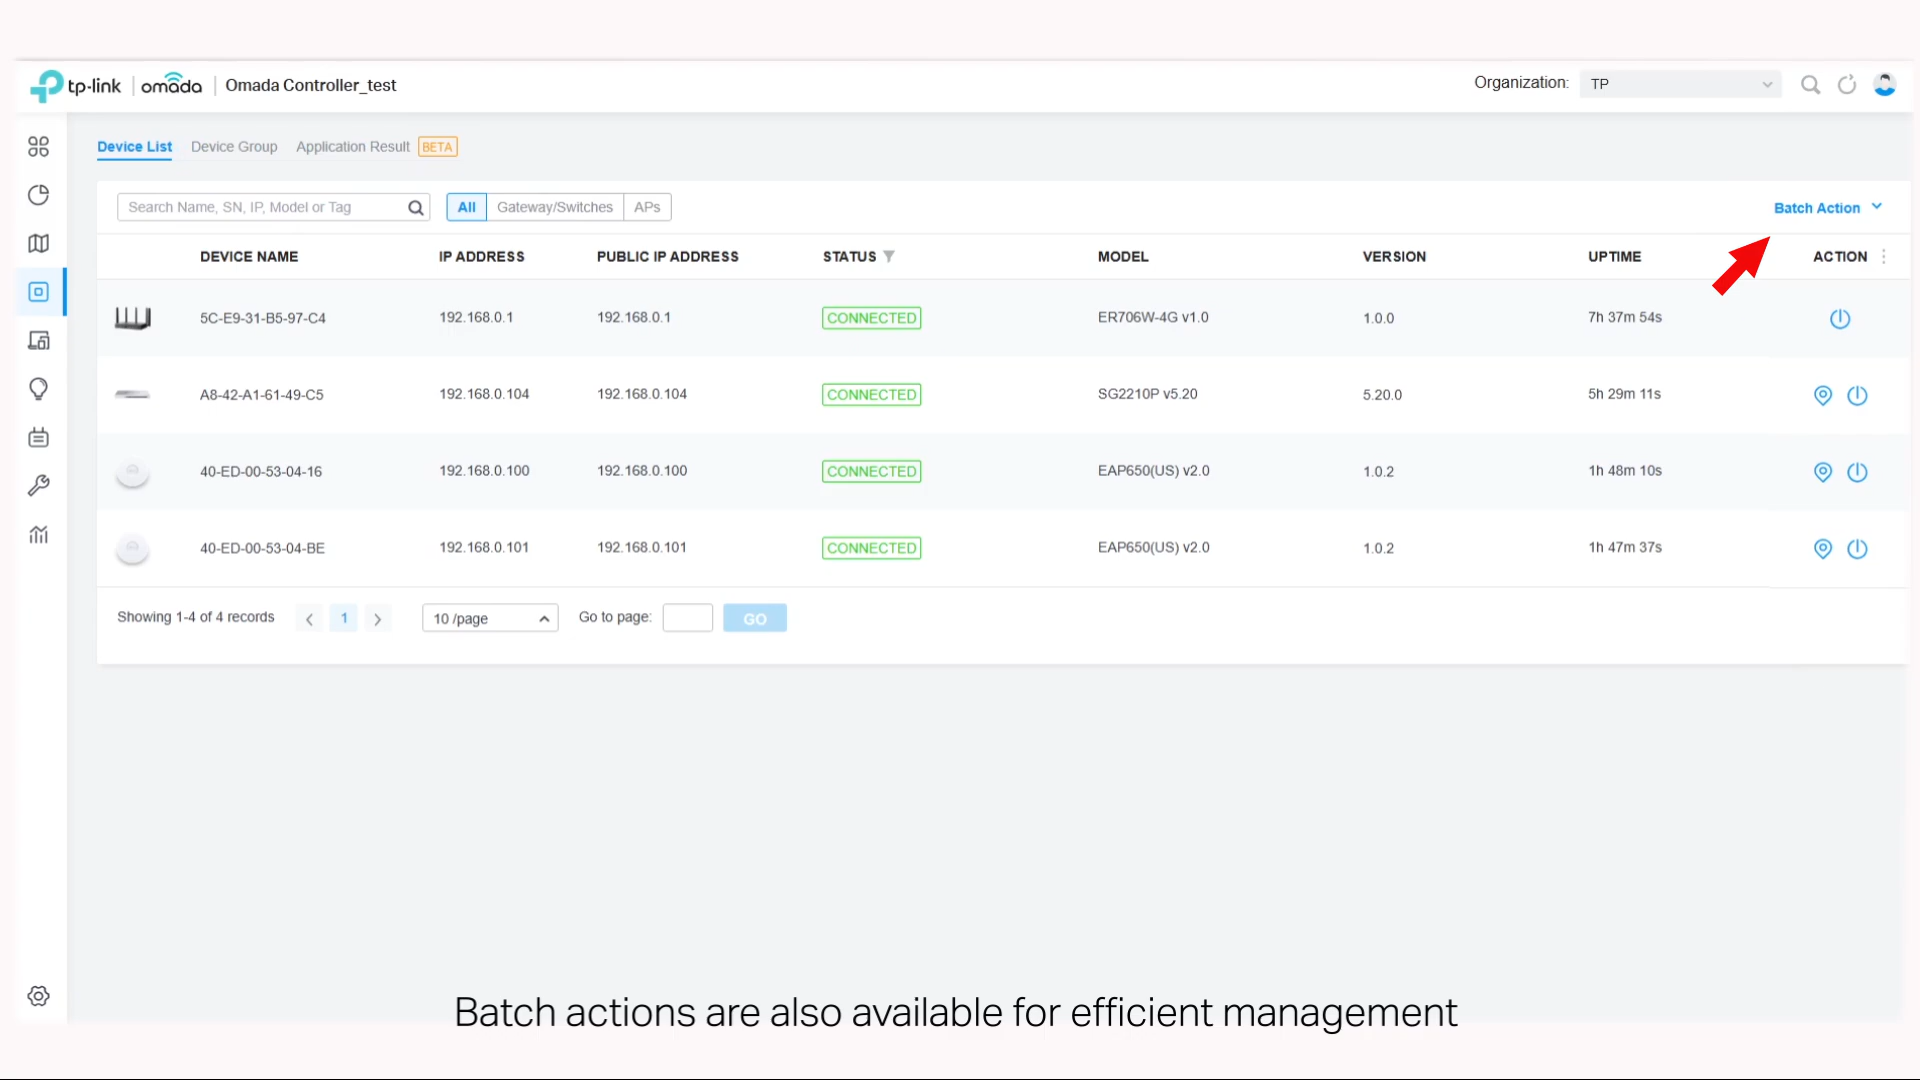 tp-link | omada | Omada Controller_test
Organization: TP
Device List Device Group Application Result BETA
Search Name, SN, IP, Model or Tag All Gateway/Switches APs Batch Action
DEVICE NAME IP ADDRESS PUBLIC IP ADDRESS STATUS MODEL VERSION UPTIME ACTION
5C-E9-31-B5-97-C4 192.168.0.1 192.168.0.1 CONNECTED ER706W-4G v1.0 1.0.0 7h 37m 54s
A8-42-A1-61-49-C5 192.168.0.104 192.168.0.104 CONNECTED SG2210P v5.20 5.20.0 5h 29m 11s
40-ED-00-53-04-16 192.168.0.100 192.168.0.100 CONNECTED EAP650(US) v2.0 1.0.2 1h 48m 10s
40-ED-00-53-04-BE 192.168.0.101 192.168.0.101 CONNECTED EAP650(US) v2.0 1.0.2 1h 47m 37s
Showing 1-4 of 4 records < 1 > 10 /page Go to page: GO
Batch actions are also available for efficient management